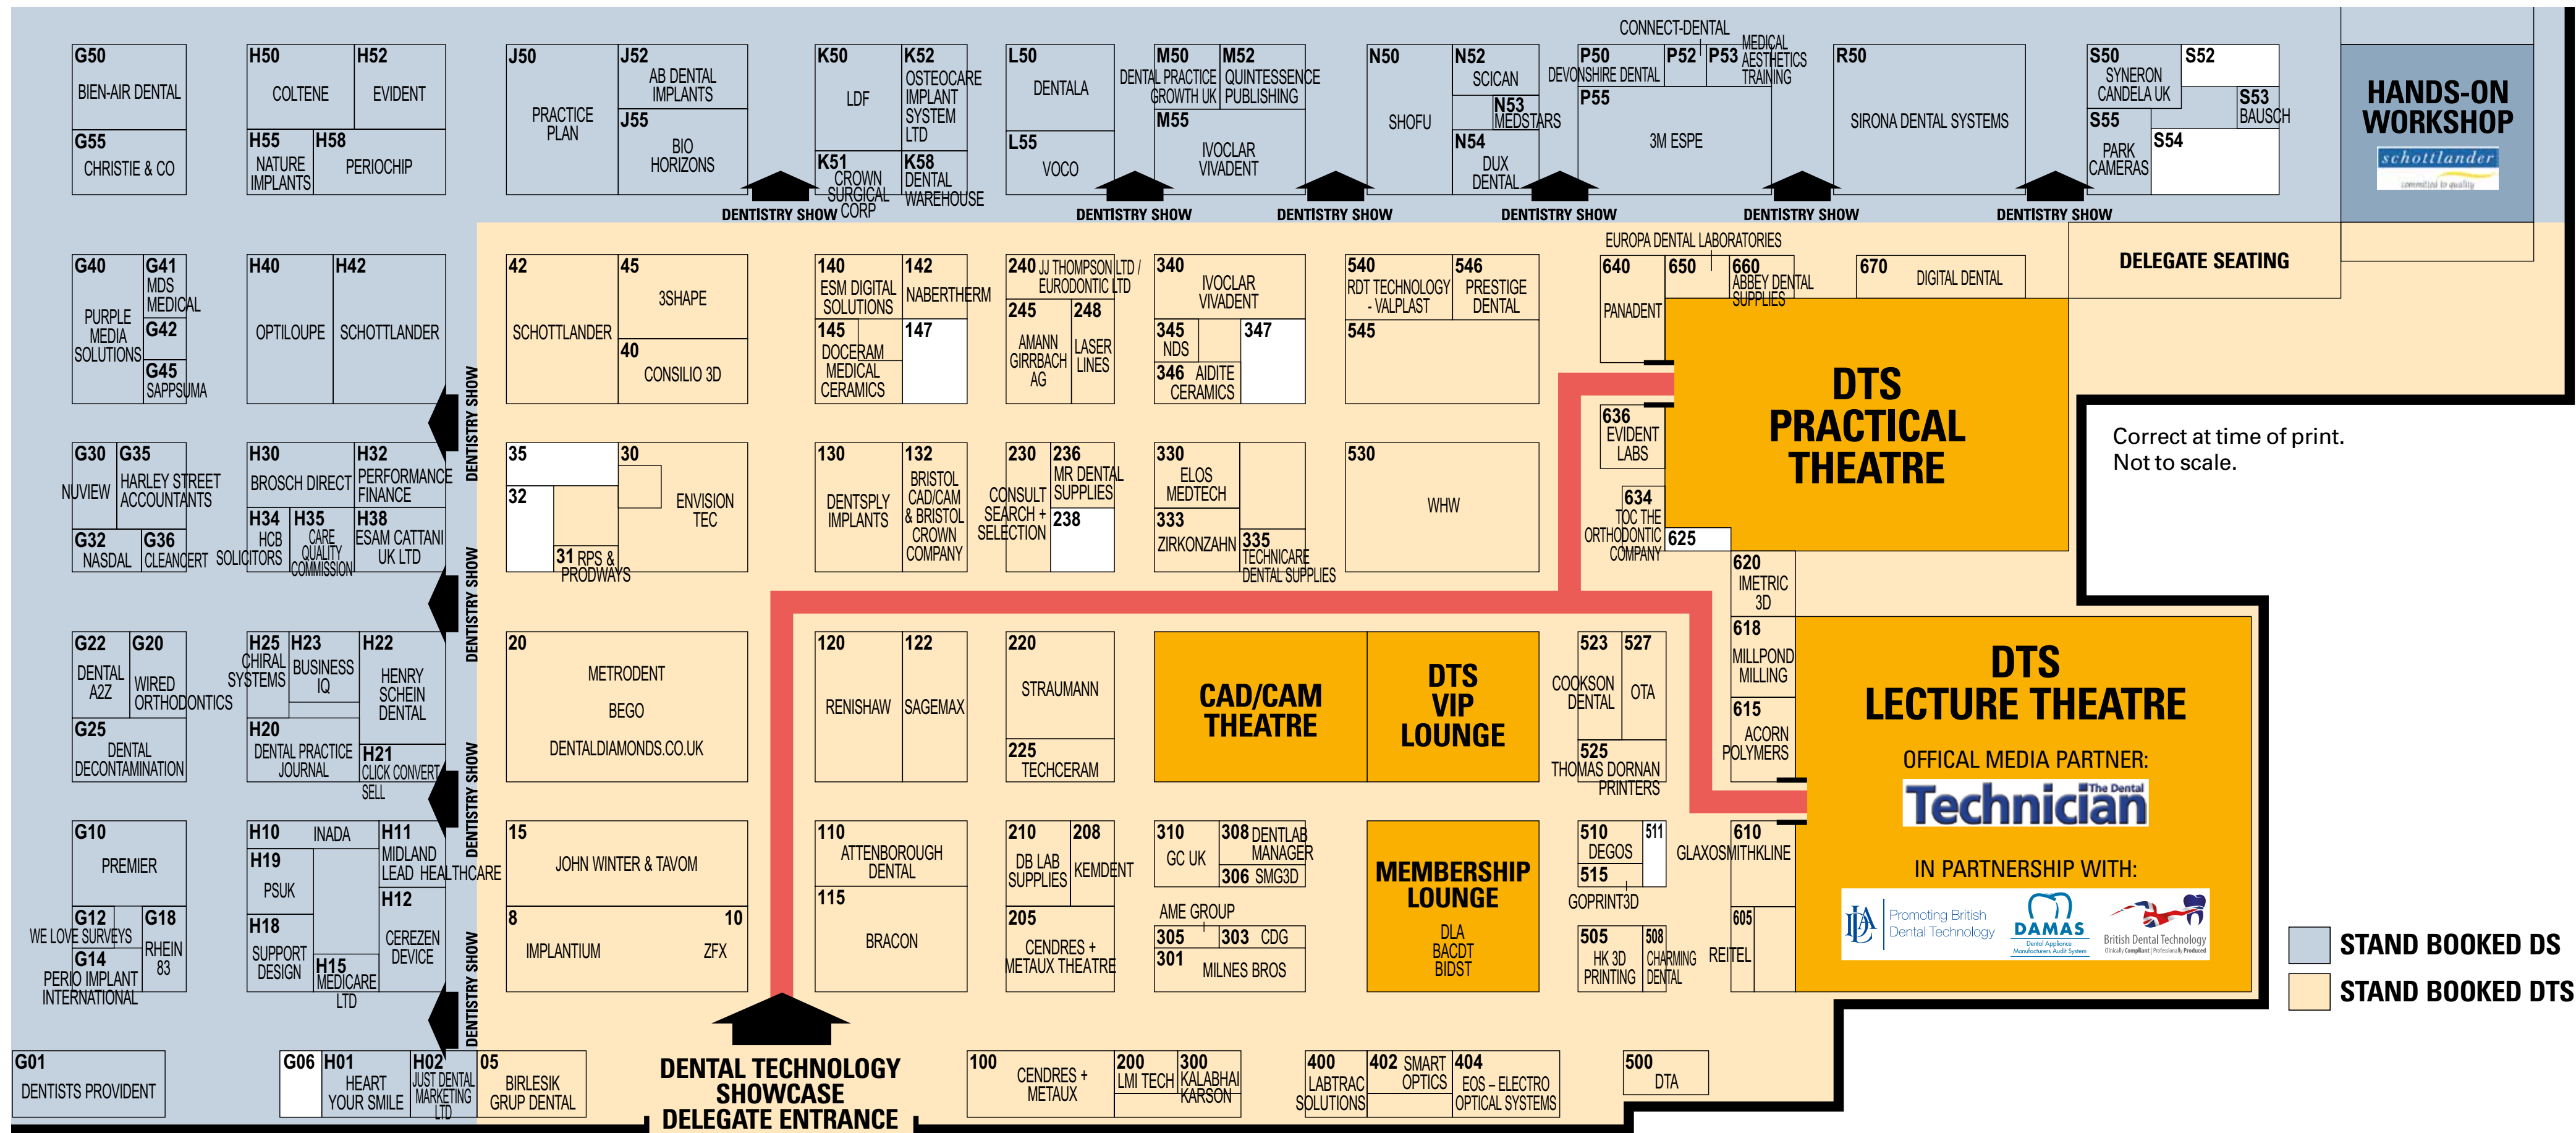 G50
BIEN-AIR DENTAL
G55
CHRISTIE & CO
H50
COLTENE
H52
EVIDENT
H55
NATURE
IMPLANTS
H58
PERIOCHIP
J50
PRACTICE
PLAN
J52
AB DENTAL
IMPLANTS
J55
BIO
HORIZONS
K50
LDF
K52
OSTEOCARE
IMPLANT
SYSTEM
LTD
K51
CROWN
SURGICAL
CORP
K58
DENTAL
WAREHOUSE
L50
DENTALA
L55
VOCO
M50
DENTAL PRACTICE
GROWTH UK
M52
QUINTESSENCE
PUBLISHING
M55
IVOCLAR
VIVADENT
N50
SHOFU
N52
SCICAN
N53
MEDSTARS
N54
DUX
DENTAL
CONNECT-DENTAL
P50
DEVONSHIRE DENTAL
P52
P53
MEDICAL
AESTHETICS
TRAINING
P55
3M ESPE
R50
SIRONA DENTAL SYSTEMS
S50
SYNERON
CANDELA UK
S52
S53
BAUSCH
S55
PARK
CAMERAS
S54
HANDS-ON
WORKSHOP
schottlander
committed to quality
DENTISTRY SHOW
DENTISTRY SHOW
DENTISTRY SHOW
DENTISTRY SHOW
DENTISTRY SHOW
DENTISTRY SHOW
G40
PURPLE
MEDIA
SOLUTIONS
G41
MDS
MEDICAL
G42
G45
SAPPSUMA
H40
OPTILOUPE
H42
SCHOTTLANDER
DENTISTRY SHOW
42
SCHOTTLANDER
45
3SHAPE
40
CONSILIO 3D
140
ESM DIGITAL
SOLUTIONS
142
NABERTHERM
145
DOCERAM
MEDICAL
CERAMICS
147
240 JJ THOMPSON LTD /
EURODONTIC LTD
245
AMANN
GIRRBACH
AG
248
LASER
LINES
340
IVOCLAR
VIVADENT
345
NDS
347
346 AIDITE
CERAMICS
540
RDT TECHNOLOGY
- VALPLAST
546
PRESTIGE
DENTAL
545
EUROPA DENTAL LABORATORIES
640
PANADENT
650
660
ABBEY DENTAL
SUPPLIES
670
DIGITAL DENTAL
DELEGATE SEATING
DTS
PRACTICAL
THEATRE
Correct at time of print.
Not to scale.
G30
NUVIEW
G35
HARLEY STREET
ACCOUNTANTS
G32
NASDAL
G36
CLEANCERT
H30
BROSCH DIRECT
H32
PERFORMANCE
FINANCE
H34
HCB
SOLICITORS
H35
CARE
QUALITY
COMMISSION
H38
ESAM CATTANI
UK LTD
DENTISTRY SHOW
35
32
30
ENVISION
TEC
31 RPS &
PRODWAYS
130
DENTSPLY
IMPLANTS
132
BRISTOL
CAD/CAM
& BRISTOL
CROWN
COMPANY
230
CONSULT
SEARCH +
SELECTION
236
MR DENTAL
SUPPLIES
238
330
ELOS
MEDTECH
333
ZIRKONZAHN
335
TECHNICARE
DENTAL SUPPLIES
530
WHW
636
EVIDENT
LABS
634
TOC THE
ORTHODONTIC
COMPANY
625
620
IMETRIC
3D
G22
DENTAL
A2Z
G20
WIRED
ORTHODONTICS
G25
DENTAL
DECONTAMINATION
H25
CHIRAL
SYSTEMS
H23
BUSINESS
IQ
H22
HENRY
SCHEIN
DENTAL
H20
DENTAL PRACTICE
JOURNAL
H21
CLICK CONVERT
SELL
DENTISTRY SHOW
20
METRODENT
BEGO
DENTALDIAMONDS.CO.UK
120
RENISHAW
122
SAGEMAX
220
STRAUMANN
225
TECHCERAM
CAD/CAM
THEATRE
DTS
VIP
LOUNGE
523
COOKSON
DENTAL
527
OTA
525
THOMAS DORNAN
PRINTERS
618
MILLPOND
MILLING
615
ACORN
POLYMERS
DTS
LECTURE THEATRE
OFFICAL MEDIA PARTNER:
The Dental
Technician
IN PARTNERSHIP WITH:
DLA
Promoting British
Dental Technology
DAMAS
Dental Appliance
Manufacturers Audit System
British Dental Technology
Clinically Compliant | Professionally Produced
G10
PREMIER
G12
WE LOVE SURVEYS
G14
PERIO IMPLANT
INTERNATIONAL
G18
RHEIN
83
H10
INADA
H11
MIDLAND
LEAD HEALTHCARE
H19
PSUK
H18
SUPPORT
DESIGN
H15
MEDICARE
LTD
H12
CEREZEN
DEVICE
DENTISTRY SHOW
15
JOHN WINTER & TAVOM
8
IMPLANTIUM
10
ZFX
110
ATTENBOROUGH
DENTAL
115
BRACON
210
DB LAB
SUPPLIES
208
KEMDENT
205
CENDRES +
METAUX THEATRE
310
GC UK
308 DENTLAB
MANAGER
306 SMG3D
AME GROUP
305
303 CDG
301
MILNES BROS
MEMBERSHIP
LOUNGE
DLA
BACDT
BIDST
510
DEGOS
511
515
GOPRINT3D
505
HK 3D
PRINTING
508
CHARMING
DENTAL
610
GLAXOSMITHKLINE
605
REITEL
STAND BOOKED DS
STAND BOOKED DTS
G01
DENTISTS PROVIDENT
G06
H01
HEART
YOUR SMILE
H02
JUST DENTAL
MARKETING
LTD
05
BIRLESIK
GRUP DENTAL
DENTAL TECHNOLOGY
SHOWCASE
DELEGATE ENTRANCE
100
CENDRES +
METAUX
200
LMI TECH
300
KALABHAI
KARSON
400
LABTRAC
SOLUTIONS
402 SMART
OPTICS
404
EOS – ELECTRO
OPTICAL SYSTEMS
500
DTA